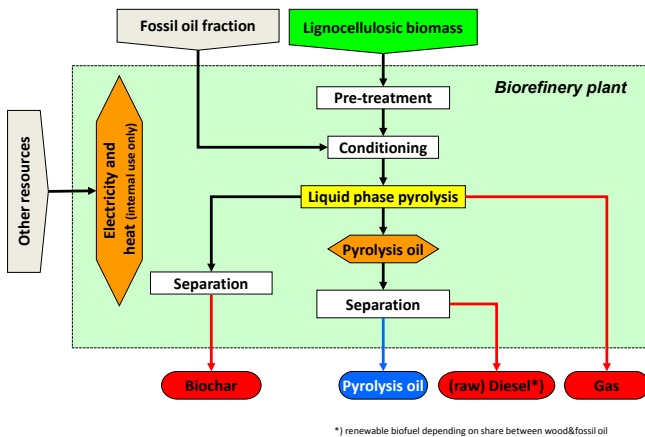 Fossil oil fraction
Lignocellulosic biomass
Biorefinery plant
Pre-treatment
Conditioning
Other resources
Electricity and
heat (internal use only)
Liquid phase pyrolysis
Pyrolysis oil
Separation
Separation
Biochar
Pyrolysis oil
(raw) Diesel*)
Gas
*) renewable biofuel depending on share between wood&fossil oil